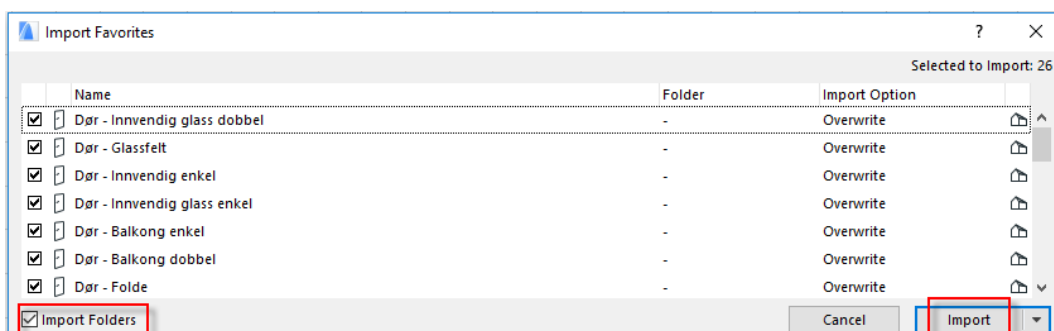 Import Favorites
Selected to Import: 26
Name Folder Import Option
Dør - Innvendig glass dobbel - Overwrite
Dør - Glassfelt - Overwrite
Dør - Innvendig enkel - Overwrite
Dør - Innvendig glass enkel - Overwrite
Dør - Balkong enkel - Overwrite
Dør - Balkong dobbel - Overwrite
Dør - Folde - Overwrite
Import Folders Cancel Import